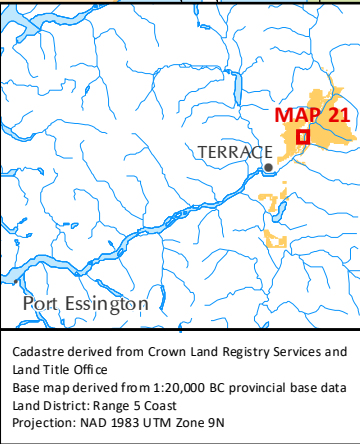 MAP 21
TERRACE
Port Essington
Cadastre derived from Crown Land Registry Services and
Land Title Office
Base map derived from 1:20,000 BC provincial base data
Land District: Range 5 Coast
Projection: NAD 1983 UTM Zone 9N